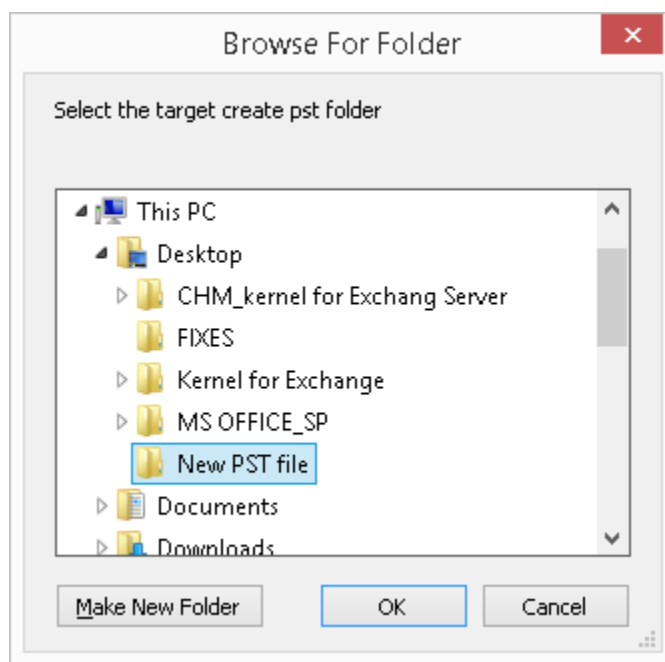 Browse For Folder
Select the target create pst folder
This PC
Desktop
CHM_kernel for Exchang Server
FIXES
Kernel for Exchange
MS OFFICE_SP
New PST file
Documents
Downloads
Make New Folder
OK
Cancel